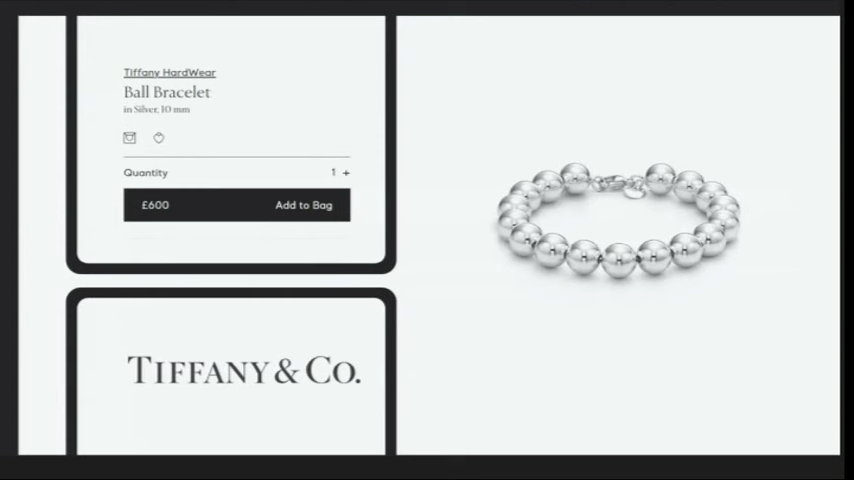 Tiffany HardWear
Ball Bracelet
in Silver, 10 mm
Quantity 1 +
£600 Add to Bag
TIFFANY & CO.